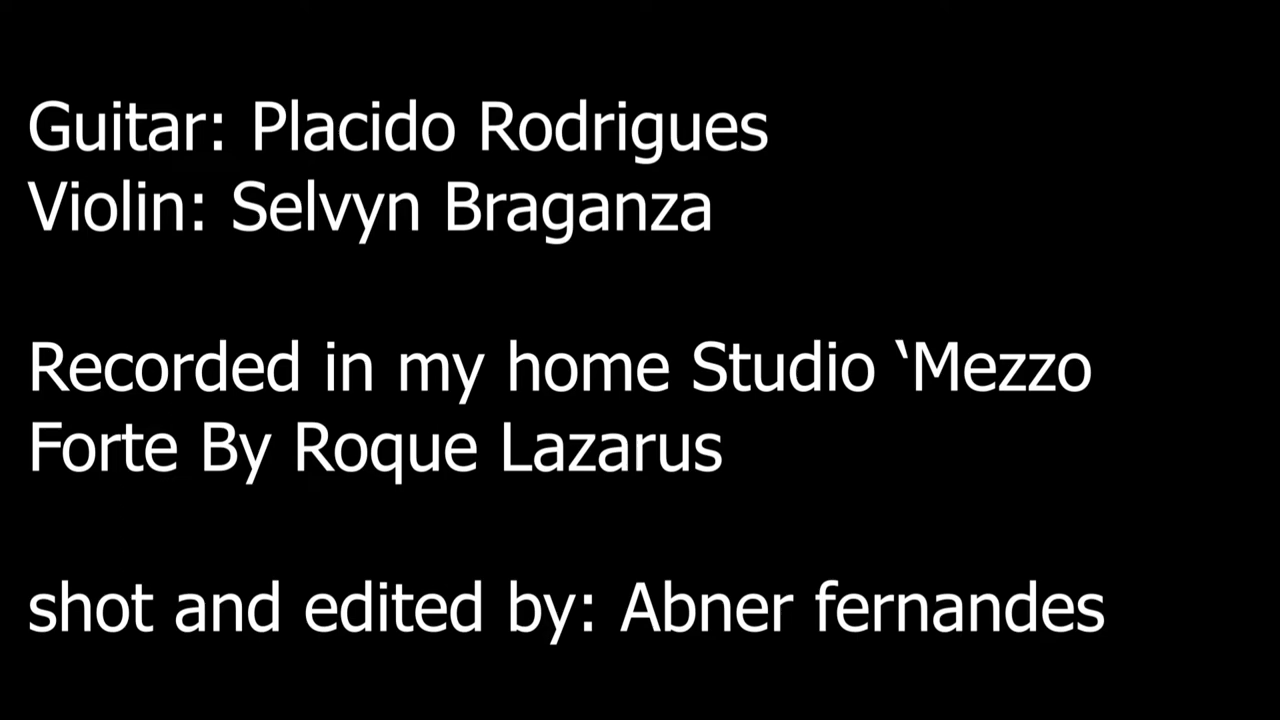 Guitar: Placido Rodrigues
Violin: Selvyn Braganza
Recorded in my home Studio ‘Mezzo
Forte By Roque Lazarus
shot and edited by: Abner fernandes